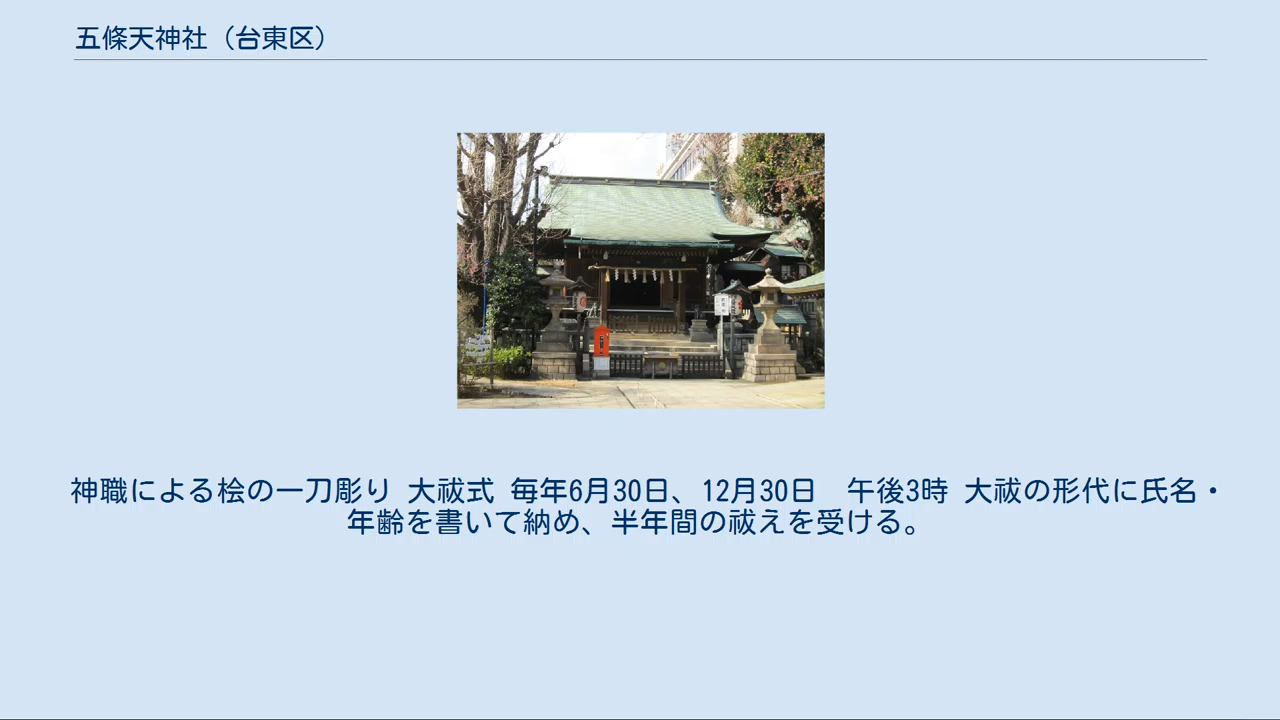 五條天神社（台東区）
神職による桧の一刀彫り 大祓式 毎年6月30日、12月30日　午後3時 大祓の形代に氏名・
年齢を書いて納め、半年間の祓えを受ける。